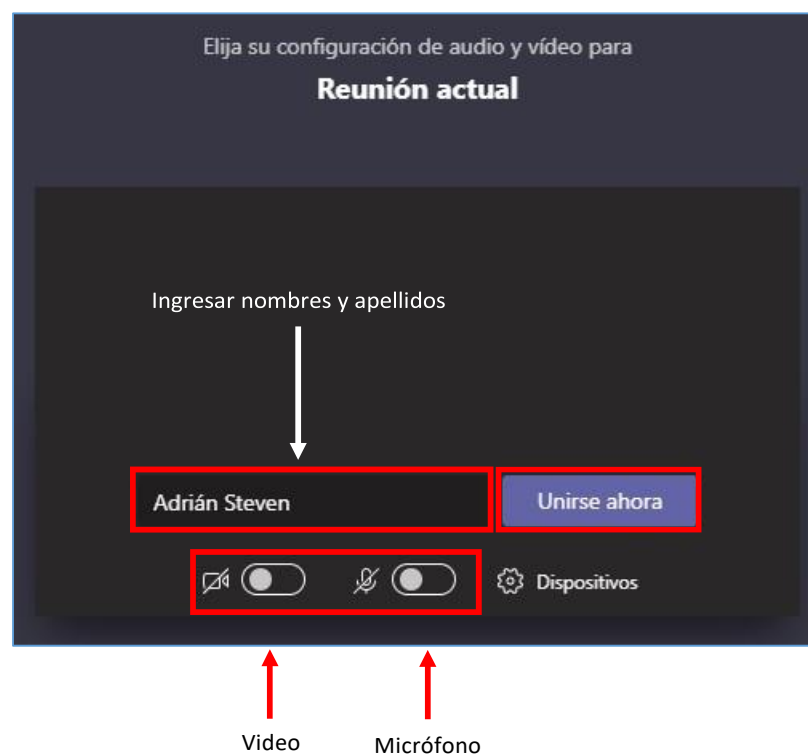 Elija su configuración de audio y vídeo para
Reunión actual
Ingresar nombres y apellidos
Adrián Steven
Unirse ahora
Dispositivos
Video
Micrófono